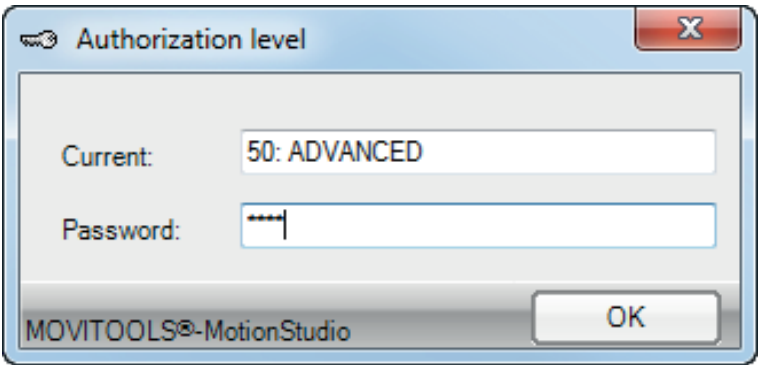 Authorization level
Current: 50: ADVANCED
Password: ****
OK
MOVITOOLS®-MotionStudio